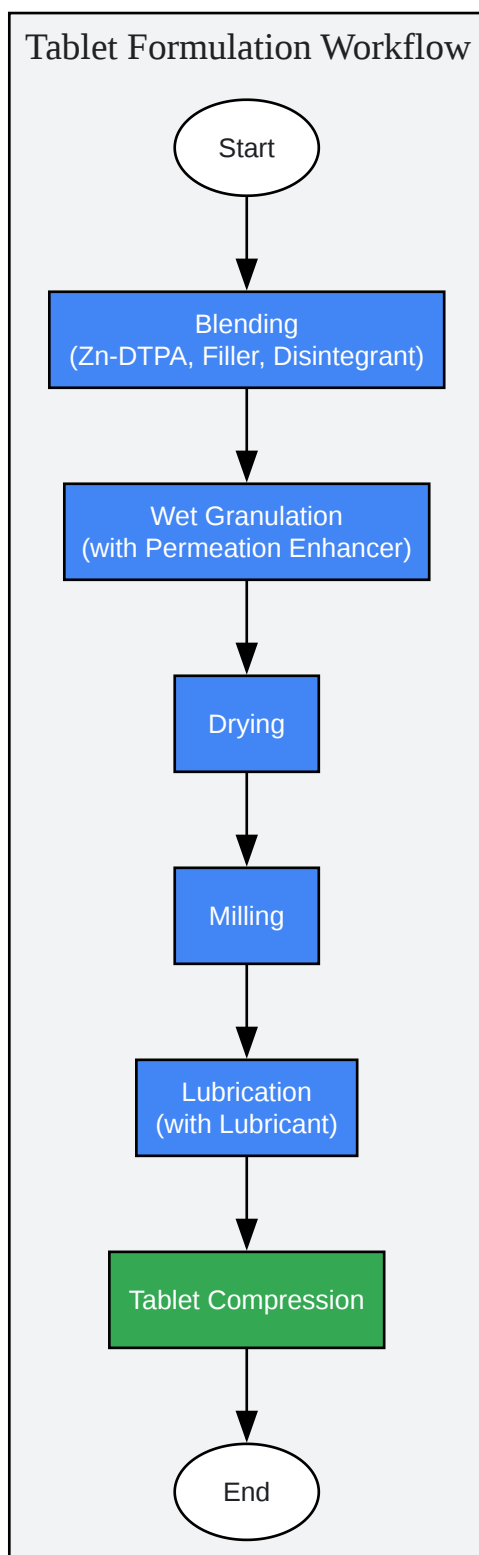 Tablet Formulation Workflow
Start
Blending
(Zn-DTPA, Filler, Disintegrant)
Wet Granulation
(with Permeation Enhancer)
Drying
Milling
Lubrication
(with Lubricant)
Tablet Compression
End